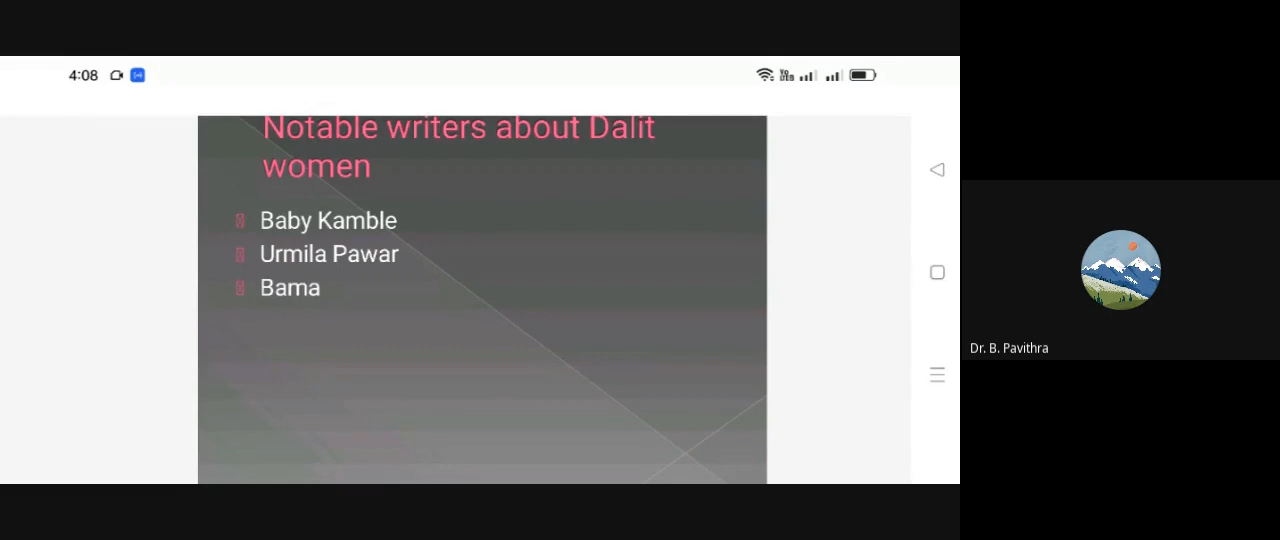 4:08
Notable writers about Dalit
women
Baby Kamble
Urmila Pawar
Bama
Dr. B. Pavithra